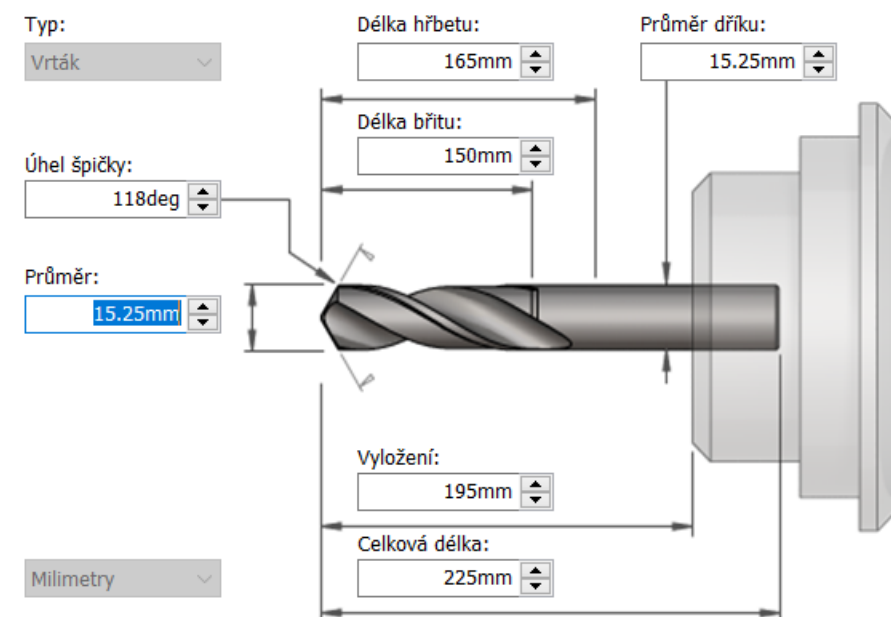 Typ:
Vrták
Délka hřbetu:
165mm
Průměr dříku:
15.25mm
Délka břitu:
150mm
Úhel špičky:
118deg
Průměr:
15.25mm
Vyložení:
195mm
Celková délka:
225mm
Milimetry